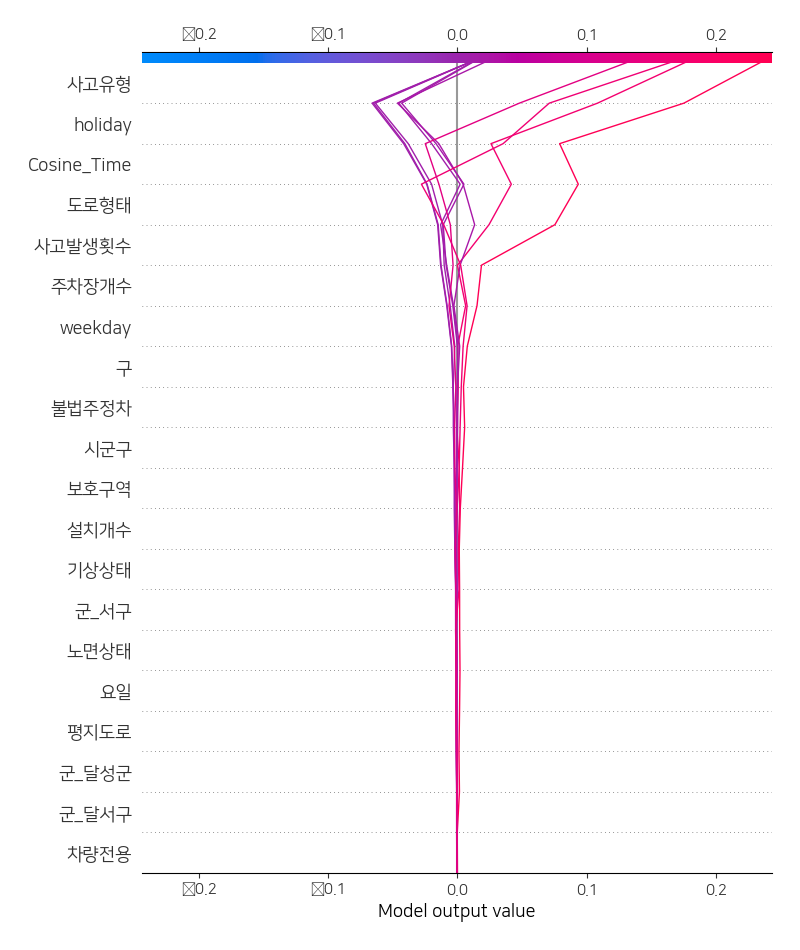 0.2 0.1 0.0 0.1 0.2
사고유형
holiday
Cosine_Time
도로형태
사고발생횟수
주차장개수
weekday
구
불법주정차
시군구
보호구역
설치개수
기상상태
군_서구
노면상태
요일
평지도로
군_달성군
군_달서구
차량전용
0.2 0.1 0.0 0.1 0.2
Model output value